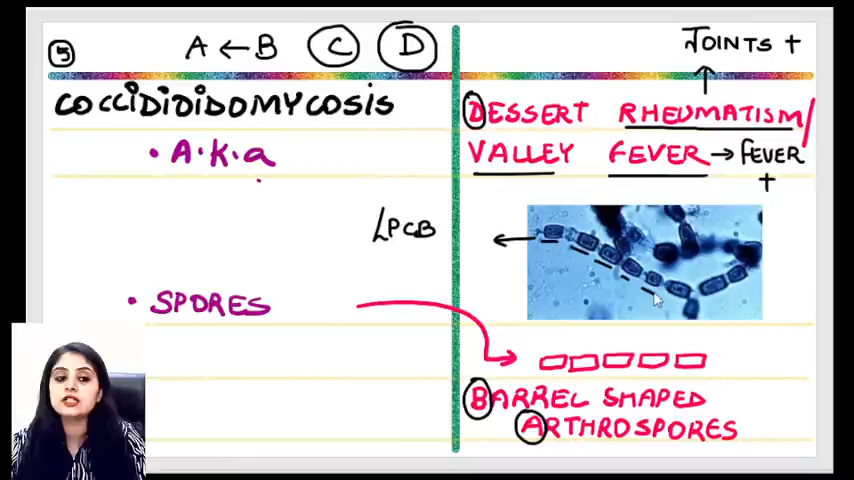 5 A ← B C D
COCCIDIDIDOMYCOSIS
• A.K.a
LPCB
• SPORES
JOINTS +
DESSERT RHEUMATISM/
VALLEY FEVER → FEVER
+
BARREL SHAPED
ARTHROSPORES